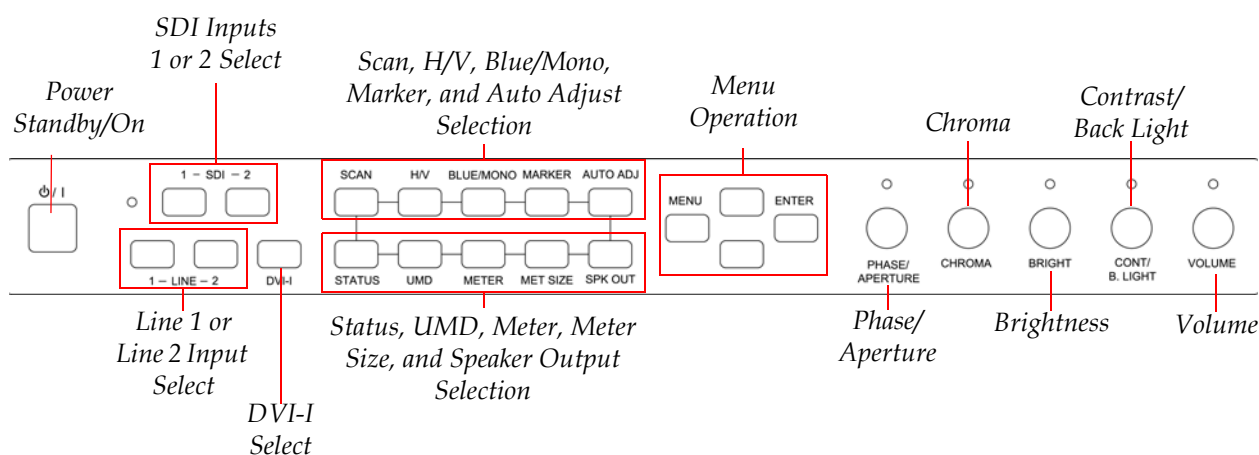 SDI Inputs
1 or 2 Select
Scan, H/V, Blue/Mono,
Marker, and Auto Adjust
Selection
Power
Standby/On
Menu
Operation
Chroma
Contrast/
Back Light
1 – SDI – 2
SCAN H/V BLUE/MONO MARKER AUTO ADJ
⏻/ I
MENU ENTER
PHASE/
APERTURE
CHROMA
BRIGHT
CONT/
B. LIGHT
VOLUME
1 – LINE – 2
DVI-I
STATUS UMD METER MET SIZE SPK OUT
Line 1 or
Line 2 Input
Select
Status, UMD, Meter, Meter
Size, and Speaker Output
Selection
Phase/
Aperture
Brightness
Volume
DVI-I
Select